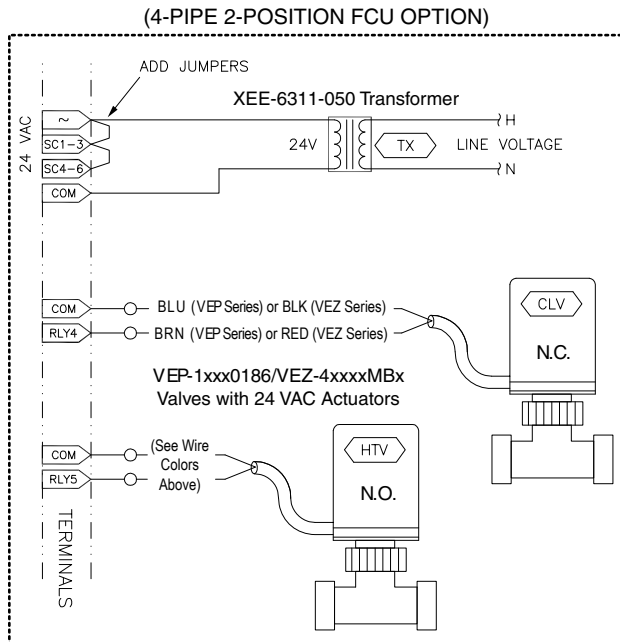 (4-PIPE 2-POSITION FCU OPTION)
ADD JUMPERS
XEE-6311-050 Transformer
24 VAC
~
SC1-3
SC4-6
COM
24V
TX
H
LINE VOLTAGE
N
COM
BLU (VEP Series) or BLK (VEZ Series)
RLY4
BRN (VEP Series) or RED (VEZ Series)
CLV
N.C.
VEP-1xxx0186/VEZ-4xxxxMBx
Valves with 24 VAC Actuators
COM
(See Wire
Colors
Above)
RLY5
HTV
N.O.
TERMINALS